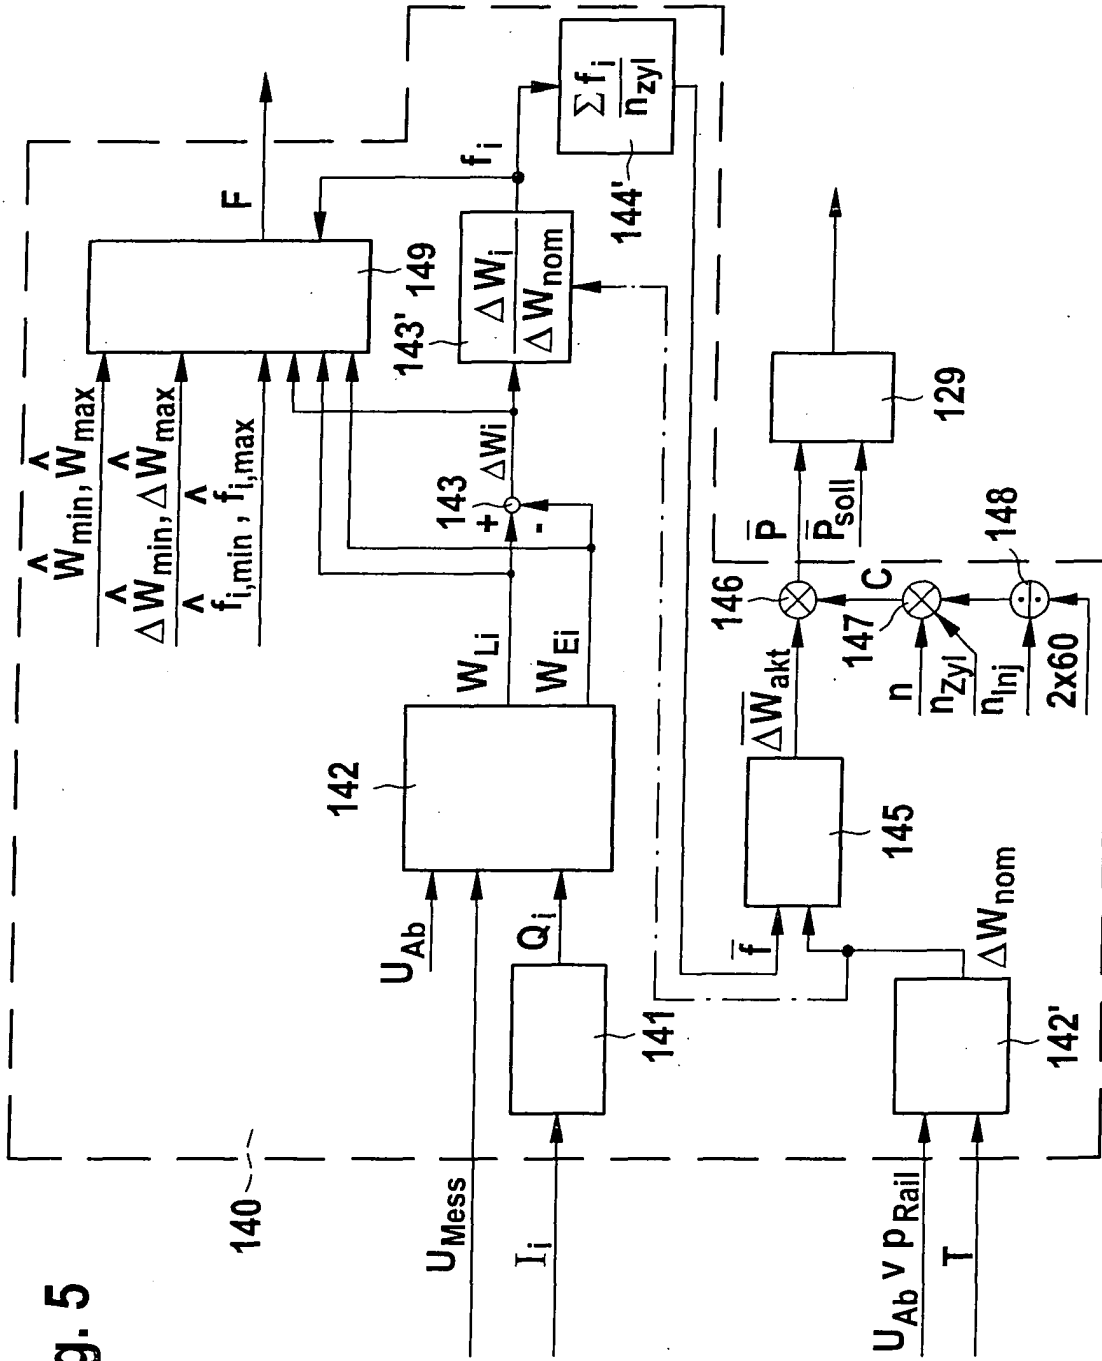 g. 5
140
U_Mess
I_i
U_Ab v p_Rail
T
141
Q_i
U_Ab
142
W_Li
W_Ei
143
+
-
ΔWi
Ŵ_min, Ŵ_max
ΔŴ_min, ΔŴ_max
f̂_i,min , f̂_i,max
149
F
143'
ΔW_i
ΔW_nom
f_i
144'
Σ f_i
n_zyl
142'
ΔW_nom
f̅
145
Δ̅W̅_akt
146
147
C
n
n_Zyl
n_Inj
2x60
148
P̅
P̅_soll
129